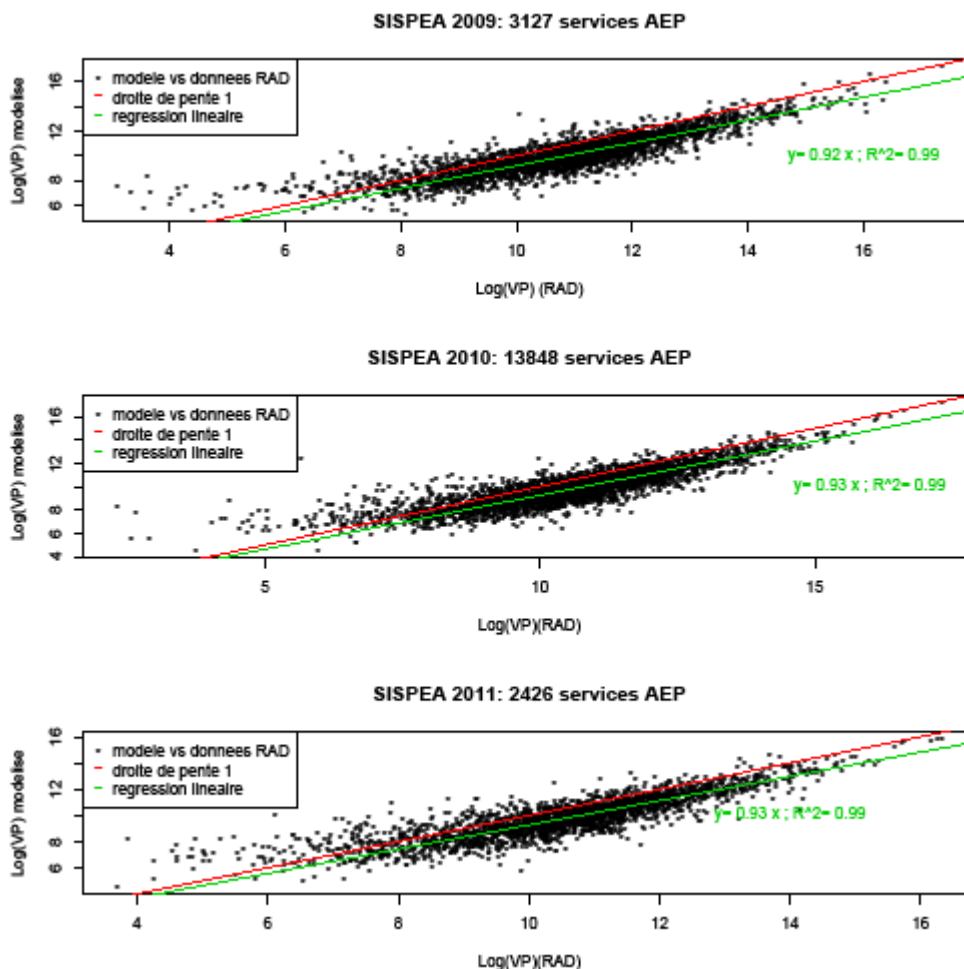 SISPEA 2009: 3127 services AEP
Log(VP) modelise
16
12
8
6
modele vs donnees RAD
droite de pente 1
regression lineaire
y= 0.92 x ; R^2= 0.99
4
6
8
10
12
14
16
Log(VP) (RAD)
SISPEA 2010: 13848 services AEP
Log(VP) modelise
16
12
8
6
4
modele vs donnees RAD
droite de pente 1
regression lineaire
y= 0.93 x ; R^2= 0.99
5
10
15
Log(VP)(RAD)
SISPEA 2011: 2426 services AEP
Log(VP) modelise
16
12
8
6
modele vs donnees RAD
droite de pente 1
regression lineaire
y= 0.93 x ; R^2= 0.99
4
6
8
10
12
14
16
Log(VP)(RAD)